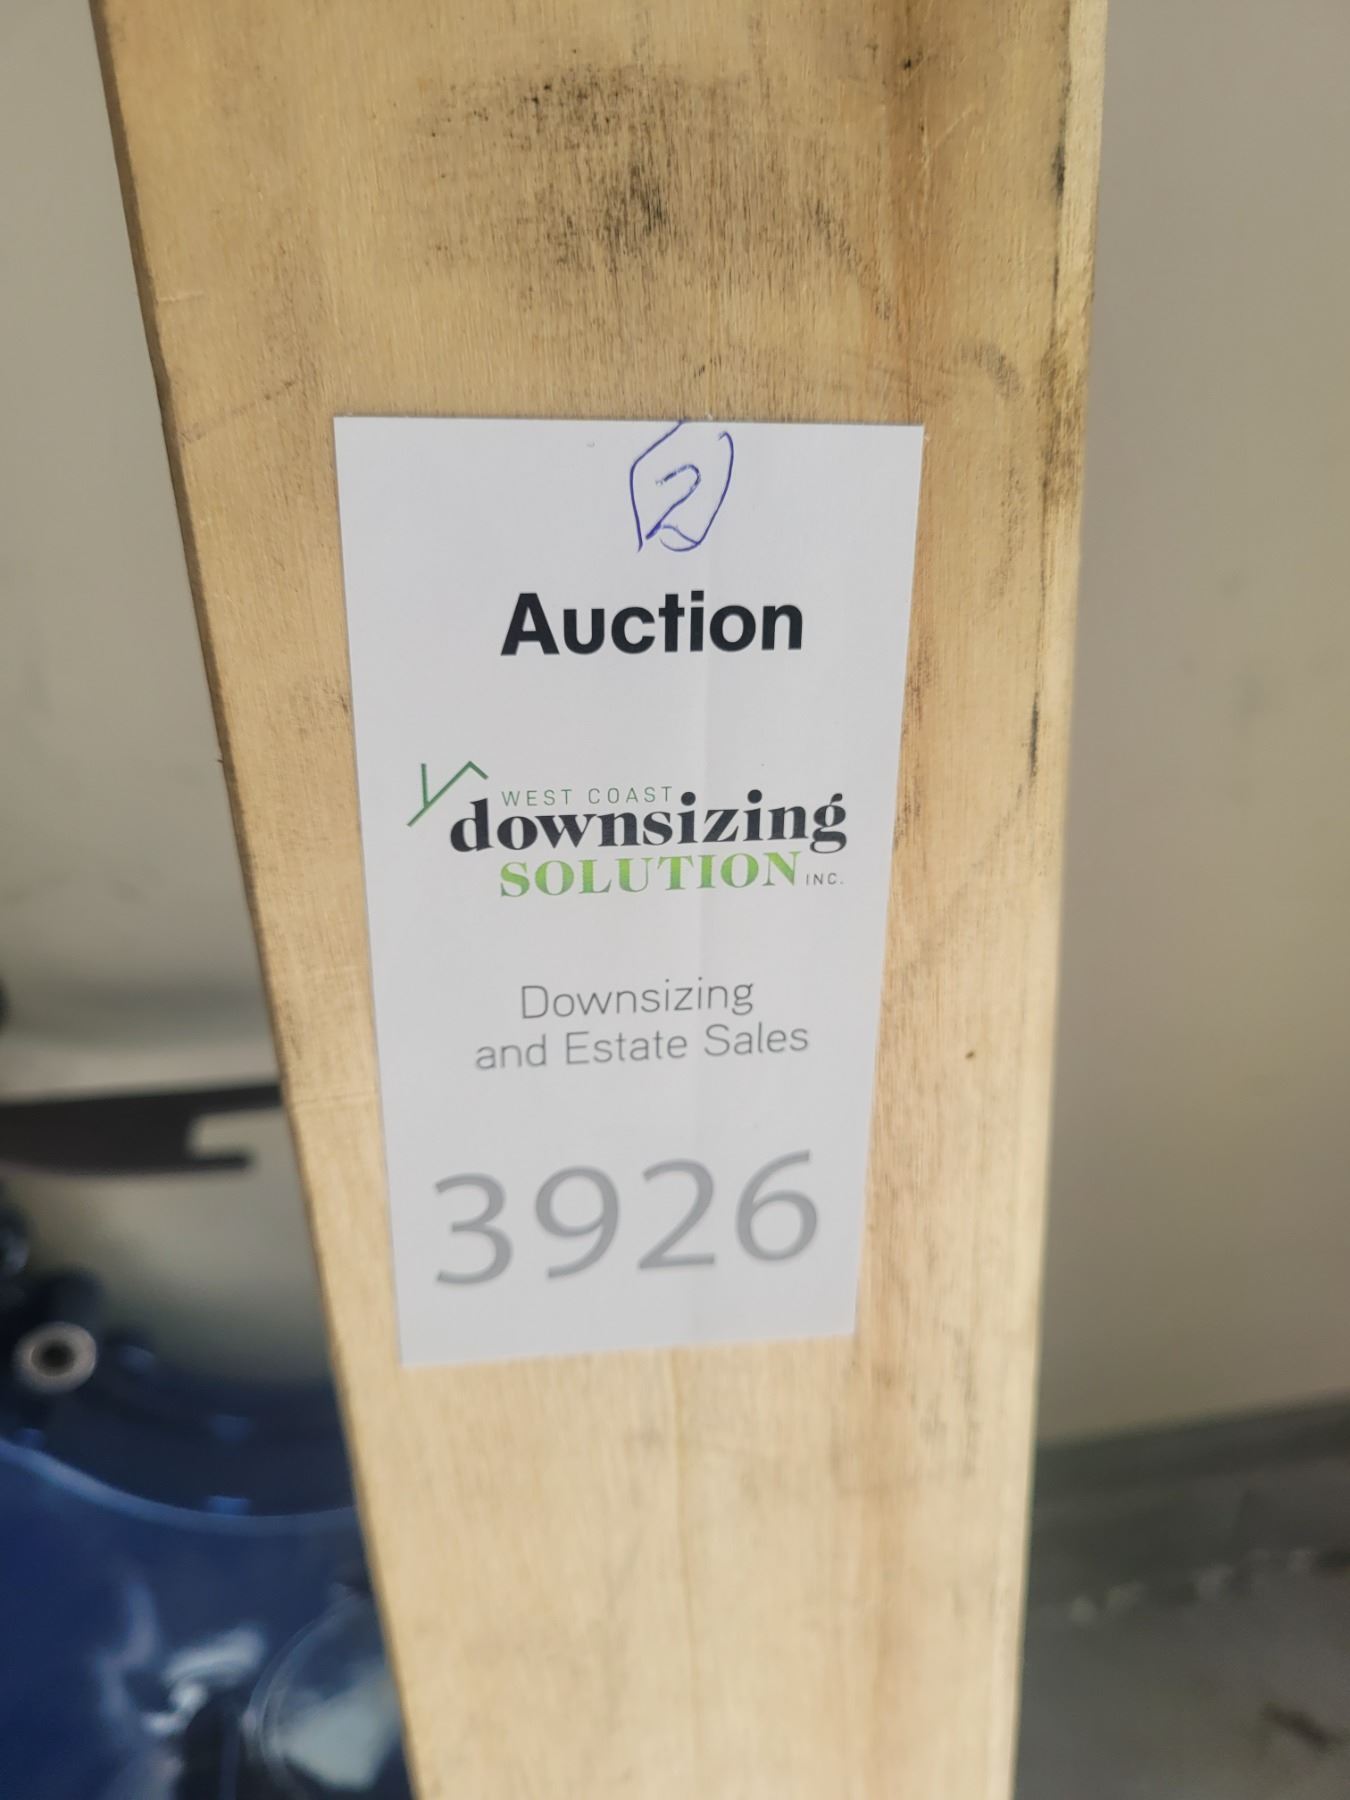 2
Auction
WEST COAST
downsizing
SOLUTION INC.
Downsizing
and Estate Sales
3926